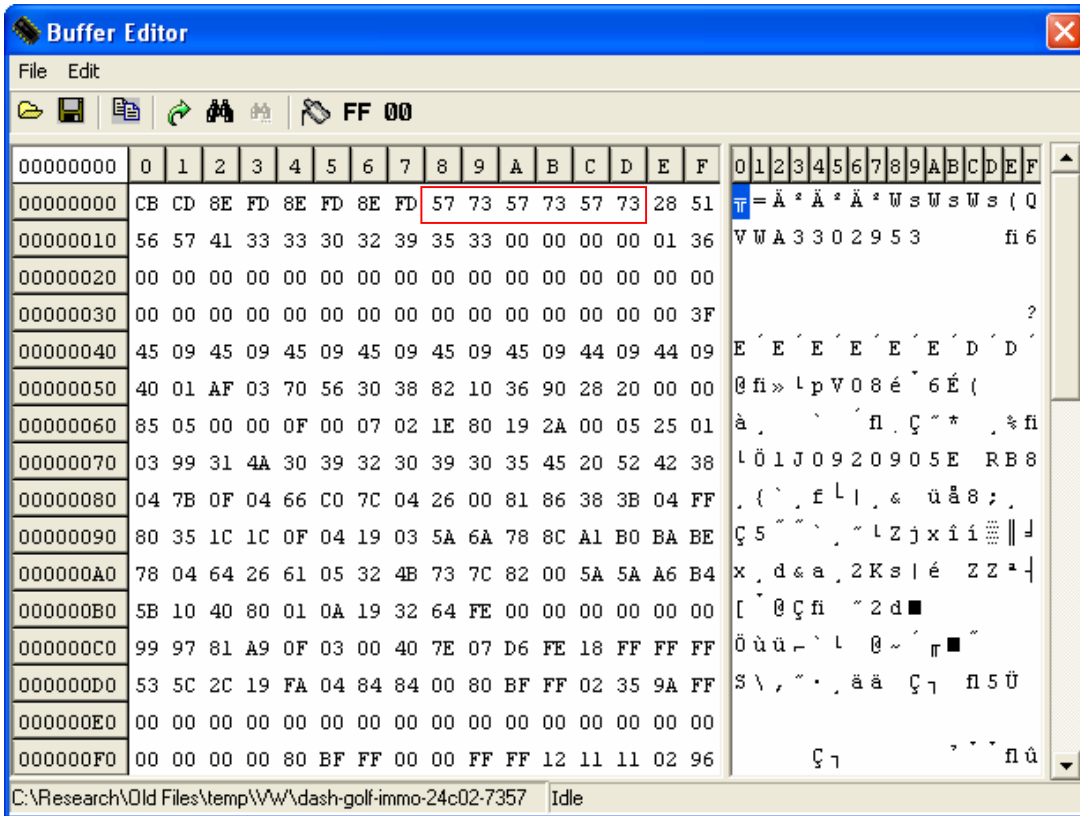 Buffer Editor
File Edit
FF 00
00000000 0 1 2 3 4 5 6 7 8 9 A B C D E F 0 1 2 3 4 5 6 7 8 9 A B C D E F
00000000 CB CD 8E FD 8E FD 8E FD 57 73 57 73 57 73 28 51 ╥=Ä²Ä²Ä²WsWsWs(Q
00000010 56 57 41 33 33 30 32 39 35 33 00 00 00 00 01 36 VWA3302953 fi6
00000020 00 00 00 00 00 00 00 00 00 00 00 00 00 00 00 00
00000030 00 00 00 00 00 00 00 00 00 00 00 00 00 00 00 3F ?
00000040 45 09 45 09 45 09 45 09 45 09 45 09 44 09 44 09 E´E´E´E´E´E´D´D´
00000050 40 01 AF 03 70 56 30 38 82 10 36 90 28 20 00 00 @fi»└pV08é 6É(
00000060 85 05 00 00 0F 00 07 02 1E 80 19 2A 00 05 25 01
00000070 03 99 31 4A 30 39 32 30 39 30 35 45 20 52 42 38 └Ö1J0920905E RB8
00000080 04 7B 0F 04 66 C0 7C 04 26 00 81 86 38 3B 04 FF
00000090 80 35 1C 1C 0F 04 19 03 5A 6A 78 8C A1 B0 BA BE
000000A0 78 04 64 26 61 05 32 4B 73 7C 82 00 5A 5A A6 B4
000000B0 5B 10 40 80 01 0A 19 32 64 FE 00 00 00 00 00 00
000000C0 99 97 81 A9 0F 03 00 40 7E 07 D6 FE 18 FF FF FF
000000D0 53 5C 2C 19 FA 04 84 84 00 80 BF FF 02 35 9A FF
000000E0 00 00 00 00 00 00 00 00 00 00 00 00 00 00 00 00
000000F0 00 00 00 00 80 BF FF 00 00 FF FF 12 11 11 02 96
C:\Research\Old Files\temp\VW\dash-golf-immo-24c02-7357 Idle